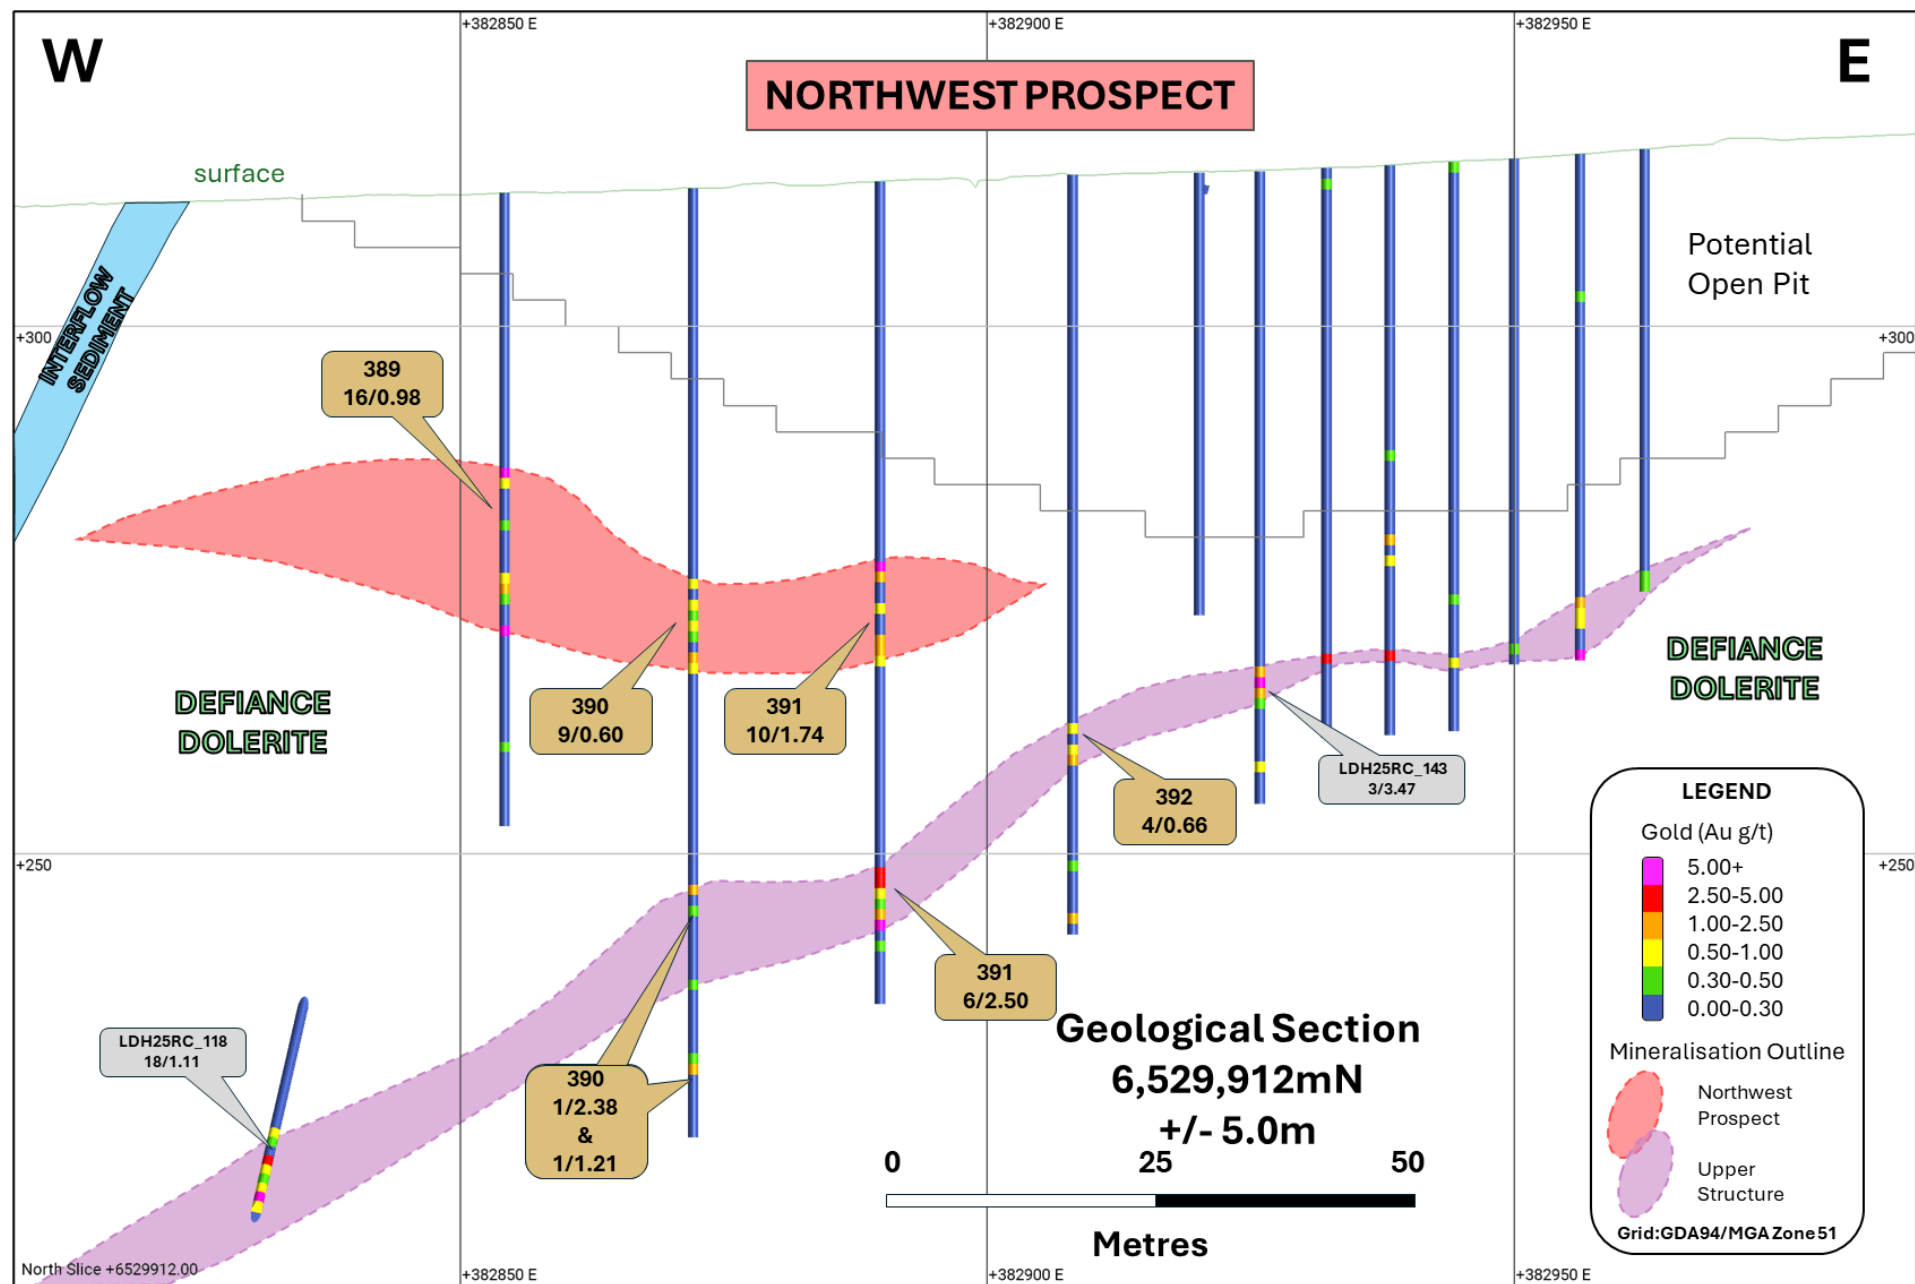 +382850 E
+382900 E
+382950 E
W
E
NORTHWEST PROSPECT
surface
Potential
Open Pit
INTERFLOW
SEDIMENT
+300
+300
389
16/0.98
DEFIANCE
DOLERITE
390
9/0.60
391
10/1.74
DEFIANCE
DOLERITE
LDH25RC_143
3/3.47
392
4/0.66
+250
+250
391
6/2.50
LDH25RC_118
18/1.11
390
1/2.38
&
1/1.21
Geological Section
6,529,912mN
+/- 5.0m
0
25
50
Metres
LEGEND
Gold (Au g/t)
5.00+
2.50-5.00
1.00-2.50
0.50-1.00
0.30-0.50
0.00-0.30
Mineralisation Outline
Northwest
Prospect
Upper
Structure
Grid:GDA94/MGA Zone 51
North Slice +6529912.00
+382850 E
+382900 E
+382950 E